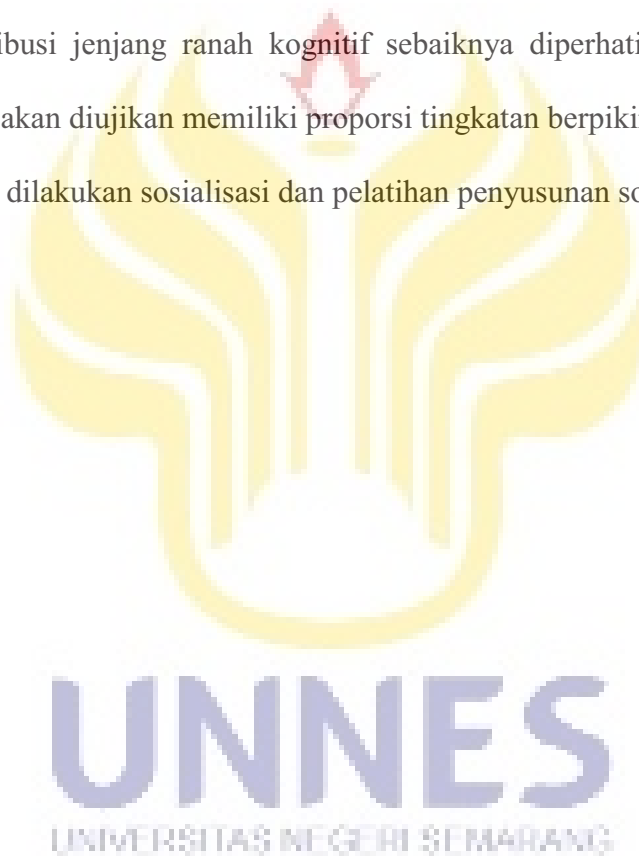 ibusi jenjang ranah kognitif sebaiknya diperhati
akan diujikan memiliki proporsi tingkatan berpiki
dilakukan sosialisasi dan pelatihan penyusunan so
UNNES
UNIVERSITAS NEGERI SEMARANG